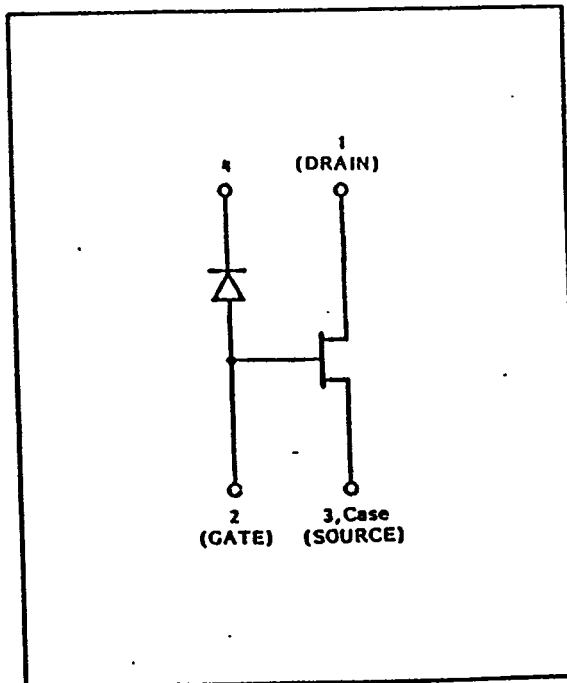 4
1
(DRAIN)
2
(GATE)
3,Case
(SOURCE)